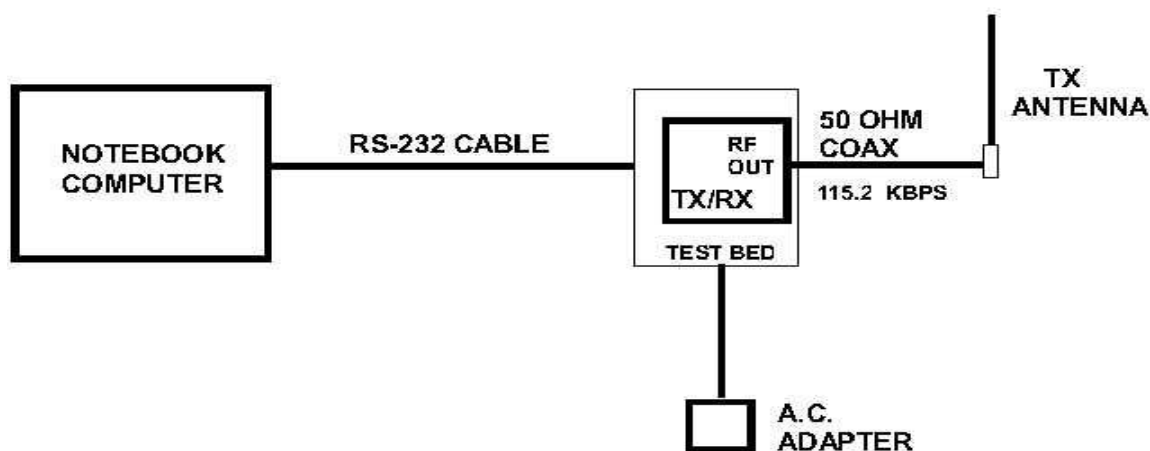 NOTEBOOK
COMPUTER
RS-232 CABLE
RF
OUT
TX/RX
TEST BED
50 OHM
COAX
115.2 KBPS
TX
ANTENNA
A.C.
ADAPTER